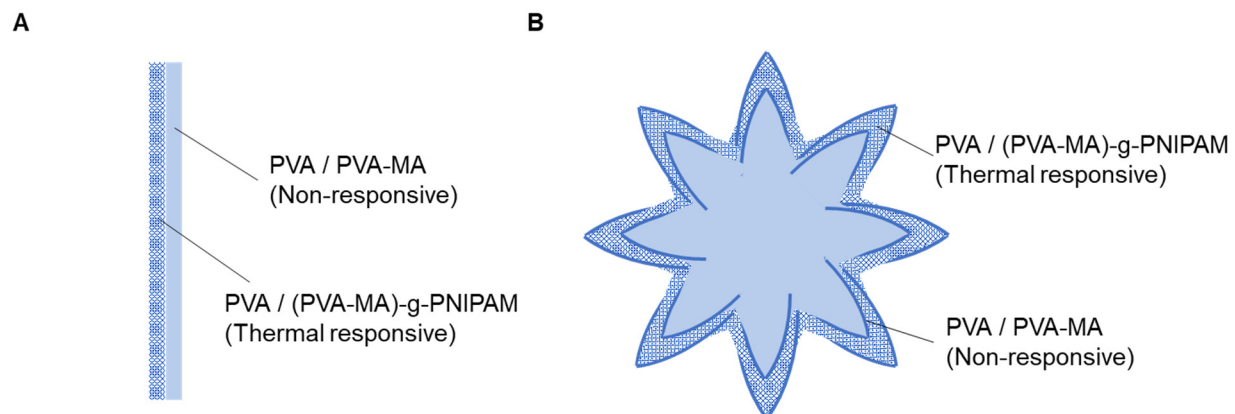 A
PVA / PVA-MA
(Non-responsive)
PVA / (PVA-MA)-g-PNIPAM
(Thermal responsive)
B
PVA / (PVA-MA)-g-PNIPAM
(Thermal responsive)
PVA / PVA-MA
(Non-responsive)